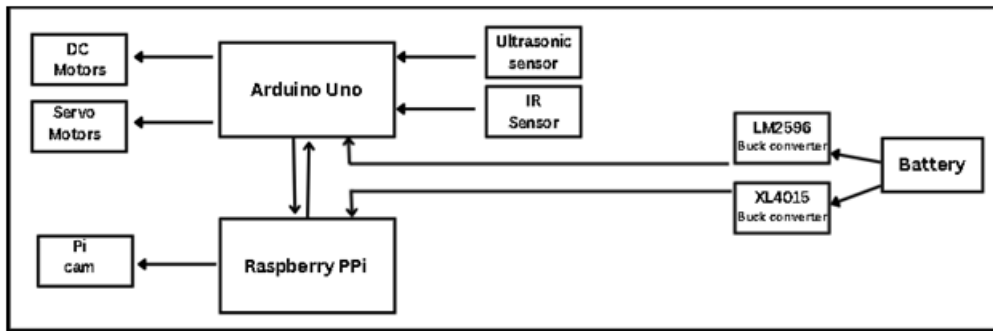 DC
Motors
Servo
Motors
Arduino Uno
Ultrasonic
sensor
IR
Sensor
LM2596
Buck converter
XL4015
Buck converter
Battery
Pi
cam
Raspberry PPi